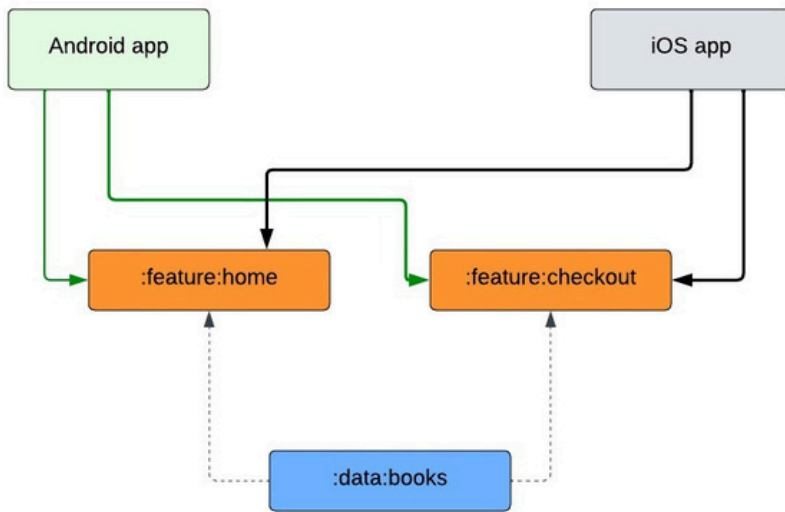 Android app
iOS app
:feature:home
:feature:checkout
:data:books